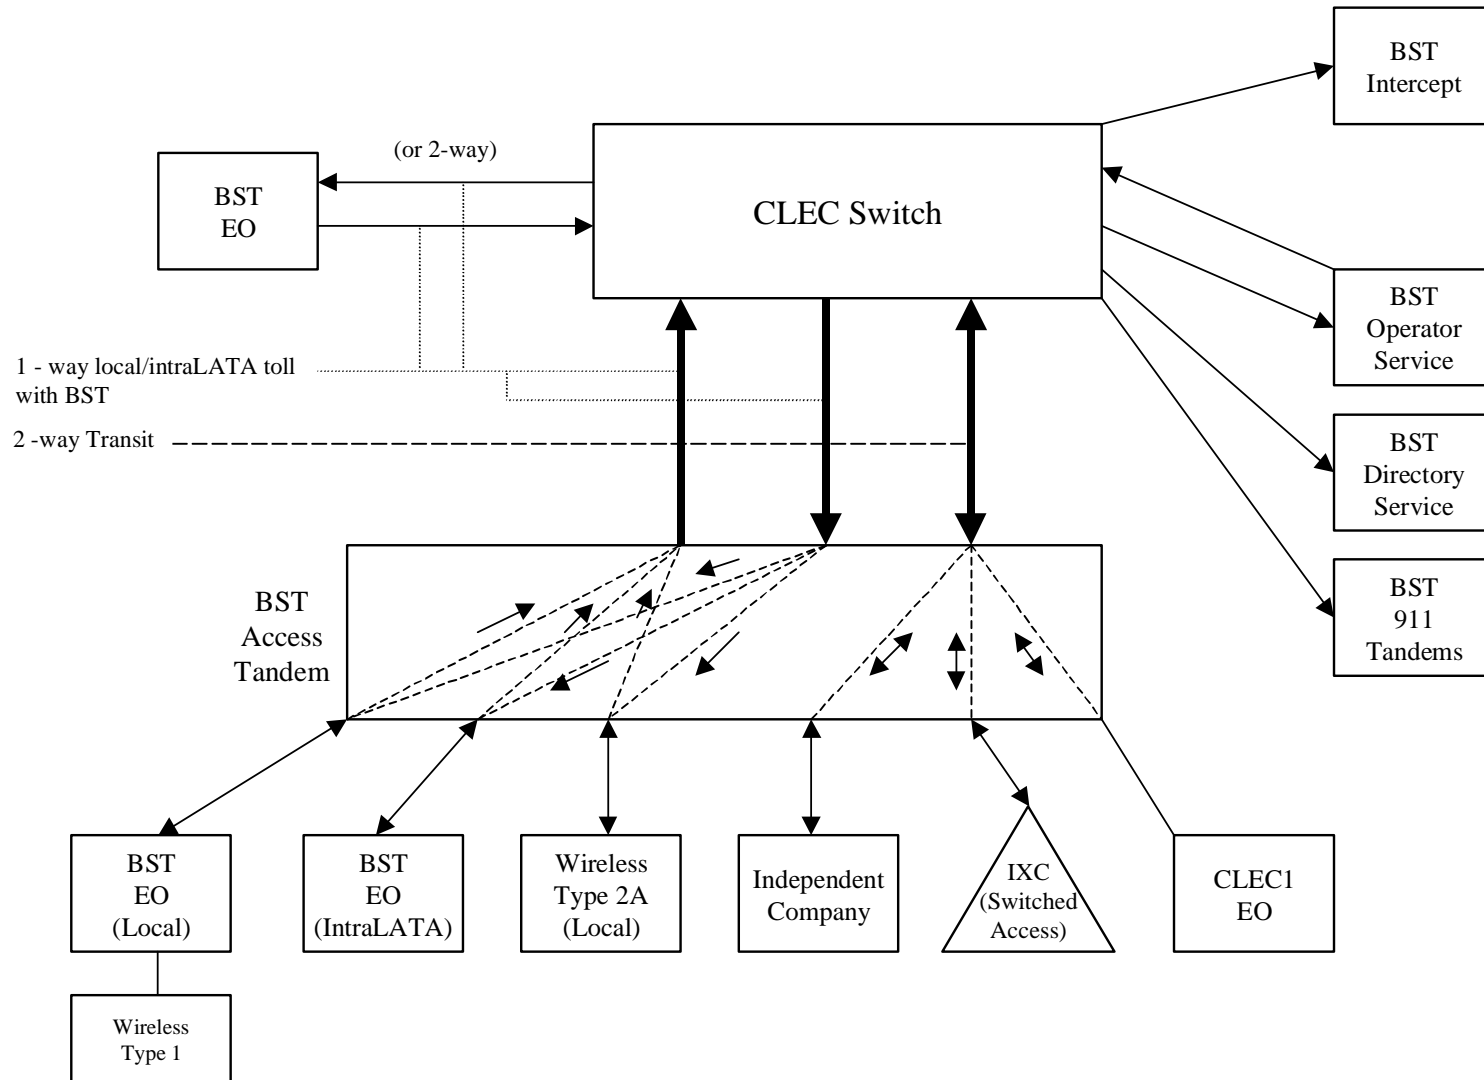 BST
Intercept
(or 2-way)
BST
EO
CLEC Switch
BST
Operator
Service
1 - way local/intraLATA toll
with BST
2 -way Transit
BST
Directory
Service
BST
911
Tandems
BST
Access
Tandem
BST
EO
(Local)
BST
EO
(IntraLATA)
Wireless
Type 2A
(Local)
Independent
Company
IXC
(Switched
Access)
CLEC1
EO
Wireless
Type 1